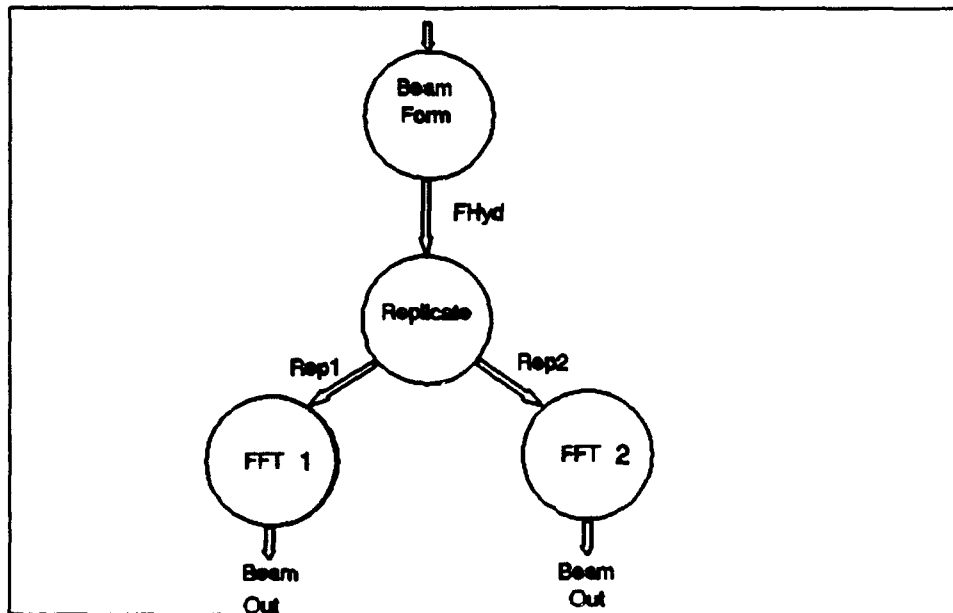 Beam
Form
FHyd
Replicate
Rep1
Rep2
FFT 1
FFT 2
Beam
Out
Beam
Out